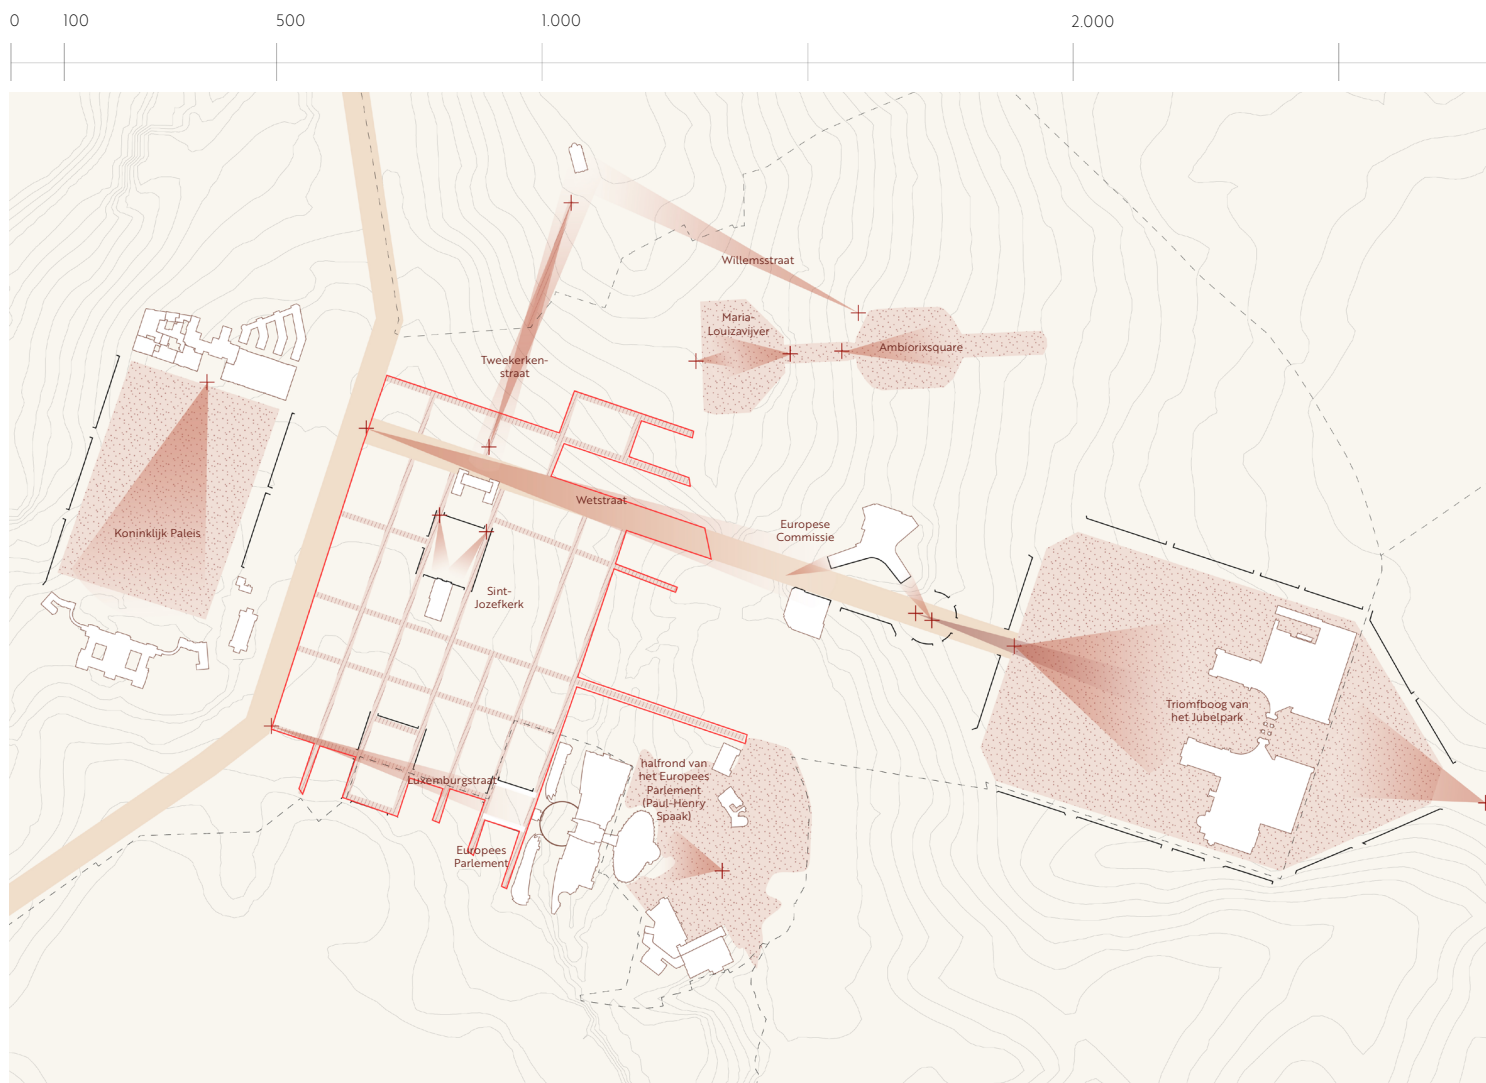 0
100
500
1.000
2.000
Willemsstraat
Maria-
Louizavijver
Ambiorixsquare
Tweekerken-
straat
Wetstraat
Koninklijk Paleis
Europese
Commissie
Sint-
Jozefkerk
Triomfboog van
het Jubelpark
halfrond van
het Europees
Parlement
(Paul-Henry
Spaak)
Luxemburgstraat
Europees
Parlement